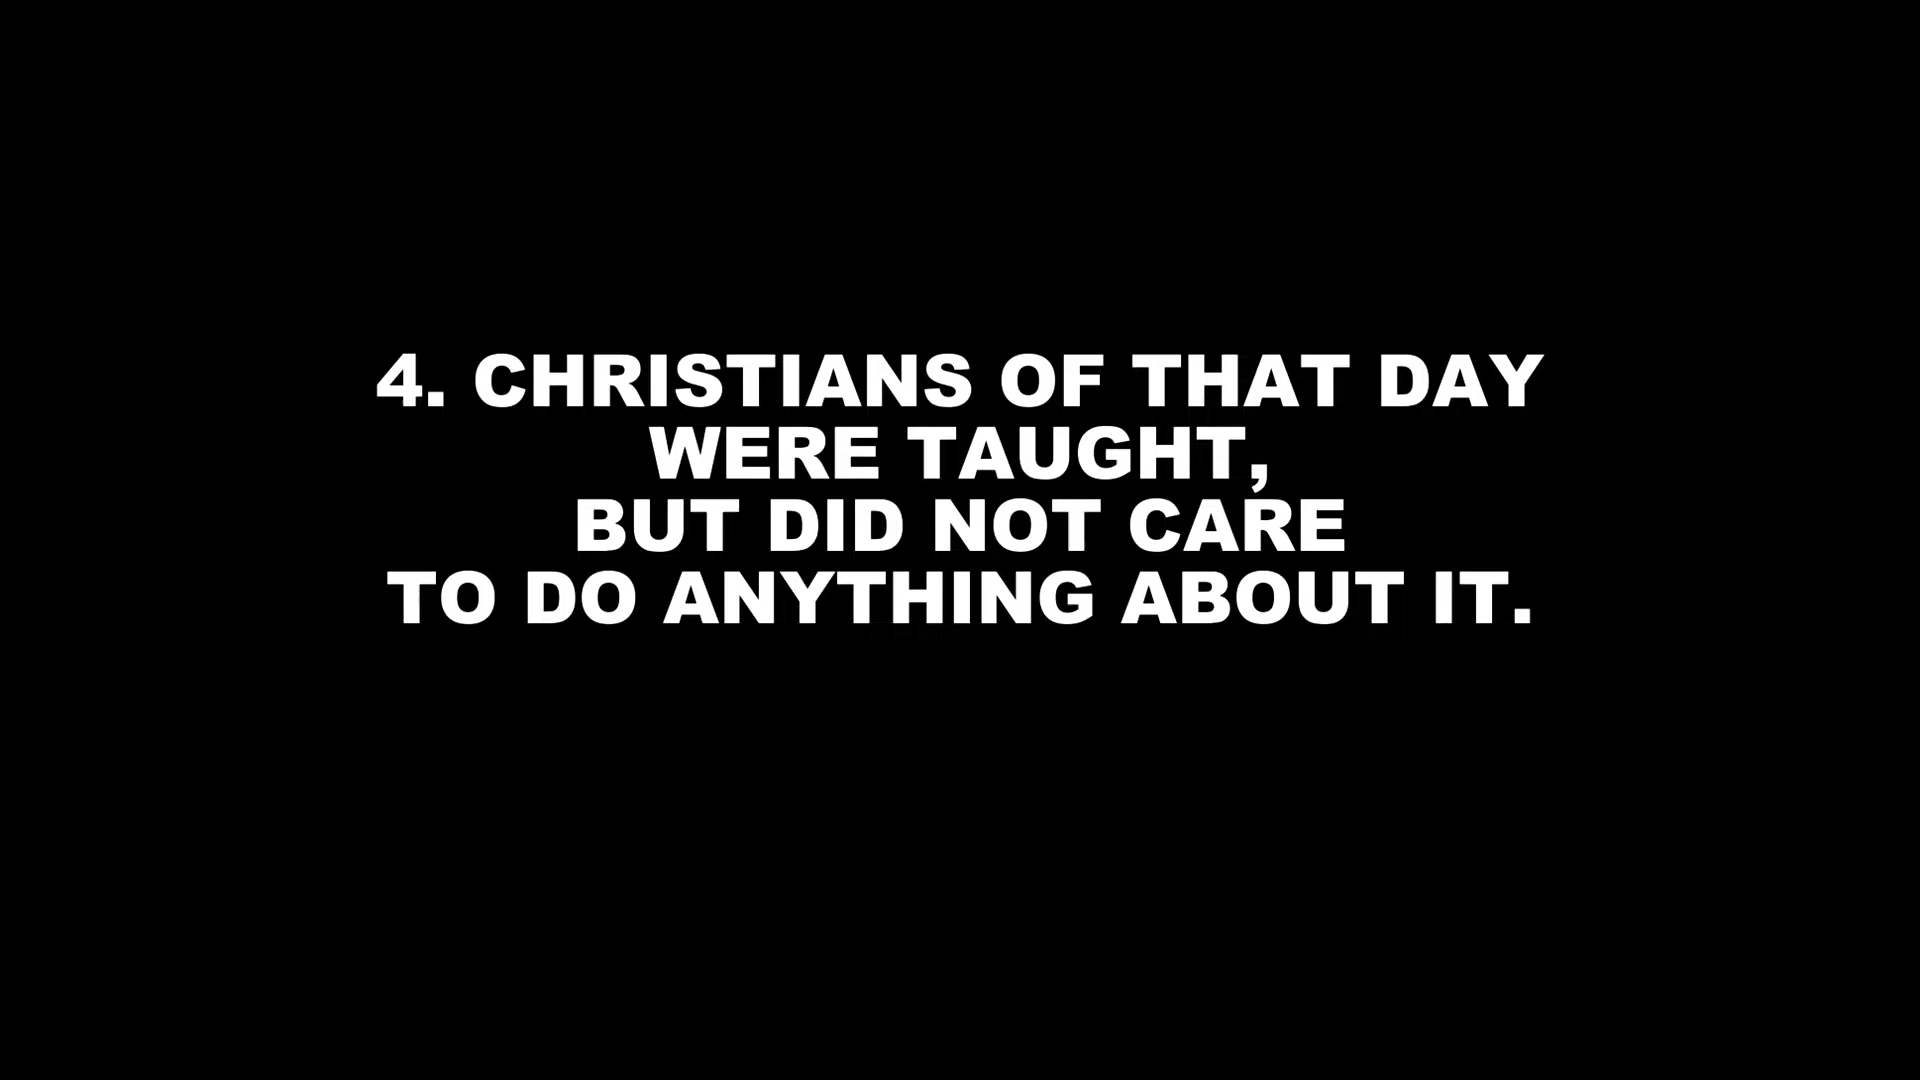 4. CHRISTIANS OF THAT DAY
WERE TAUGHT,
BUT DID NOT CARE
TO DO ANYTHING ABOUT IT.